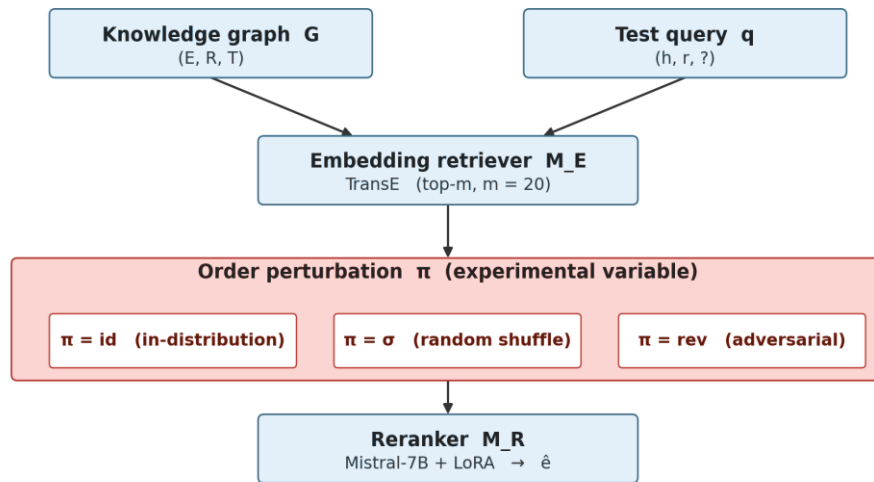 Knowledge graph G
(E, R, T)
Test query q
(h, r, ?)
Embedding retriever M_E
TransE (top-m, m = 20)
Order perturbation π (experimental variable)
π = id (in-distribution)
π = σ (random shuffle)
π = rev (adversarial)
Reranker M_R
Mistral-7B + LoRA → ê